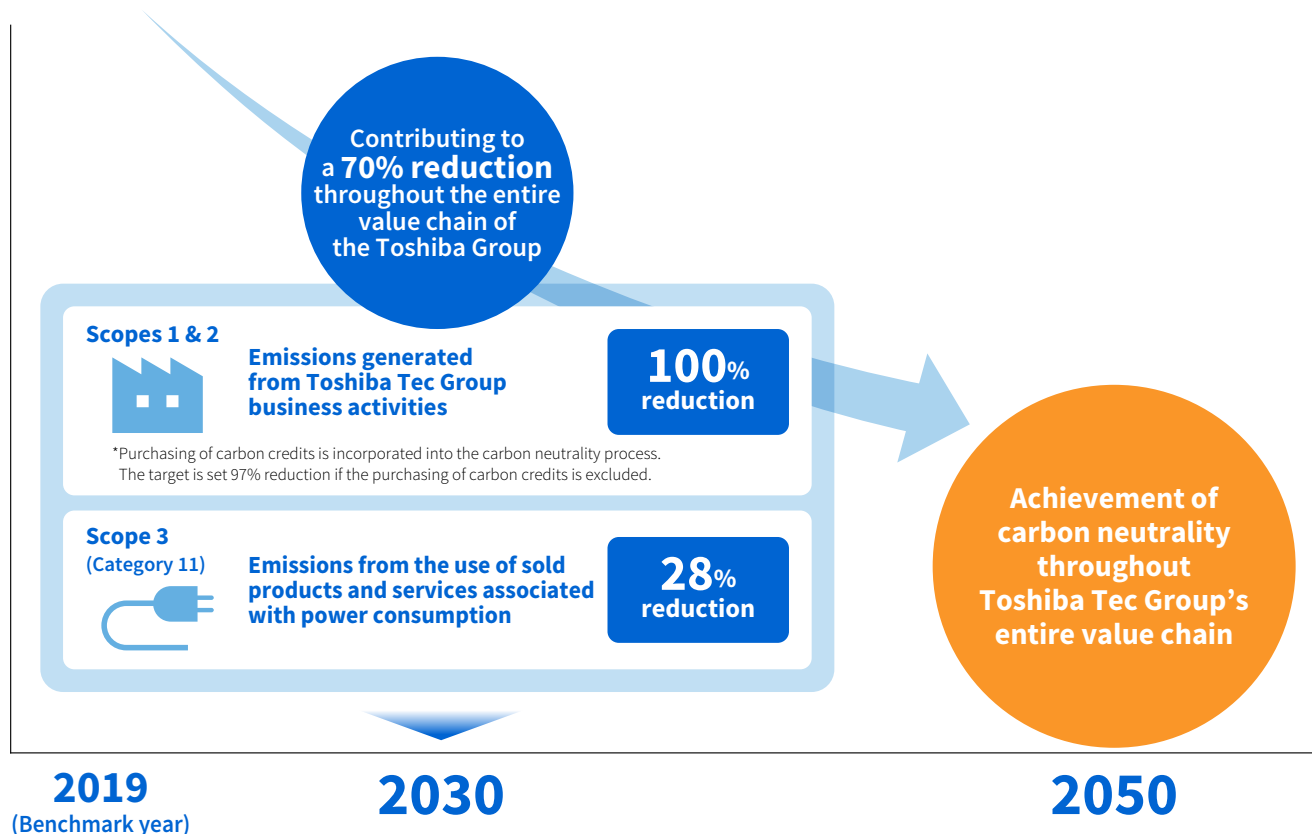 Contributing to
a 70% reduction
throughout the entire
value chain of
the Toshiba Group
Scopes 1 & 2
Emissions generated
from Toshiba Tec Group
business activities
100%
reduction
*Purchasing of carbon credits is incorporated into the carbon neutrality process.
The target is set 97% reduction if the purchasing of carbon credits is excluded.
Scope 3
(Category 11)
Emissions from the use of sold
products and services associated
with power consumption
28%
reduction
Achievement of
carbon neutrality
throughout
Toshiba Tec Group’s
entire value chain
2019
(Benchmark year)
2030
2050